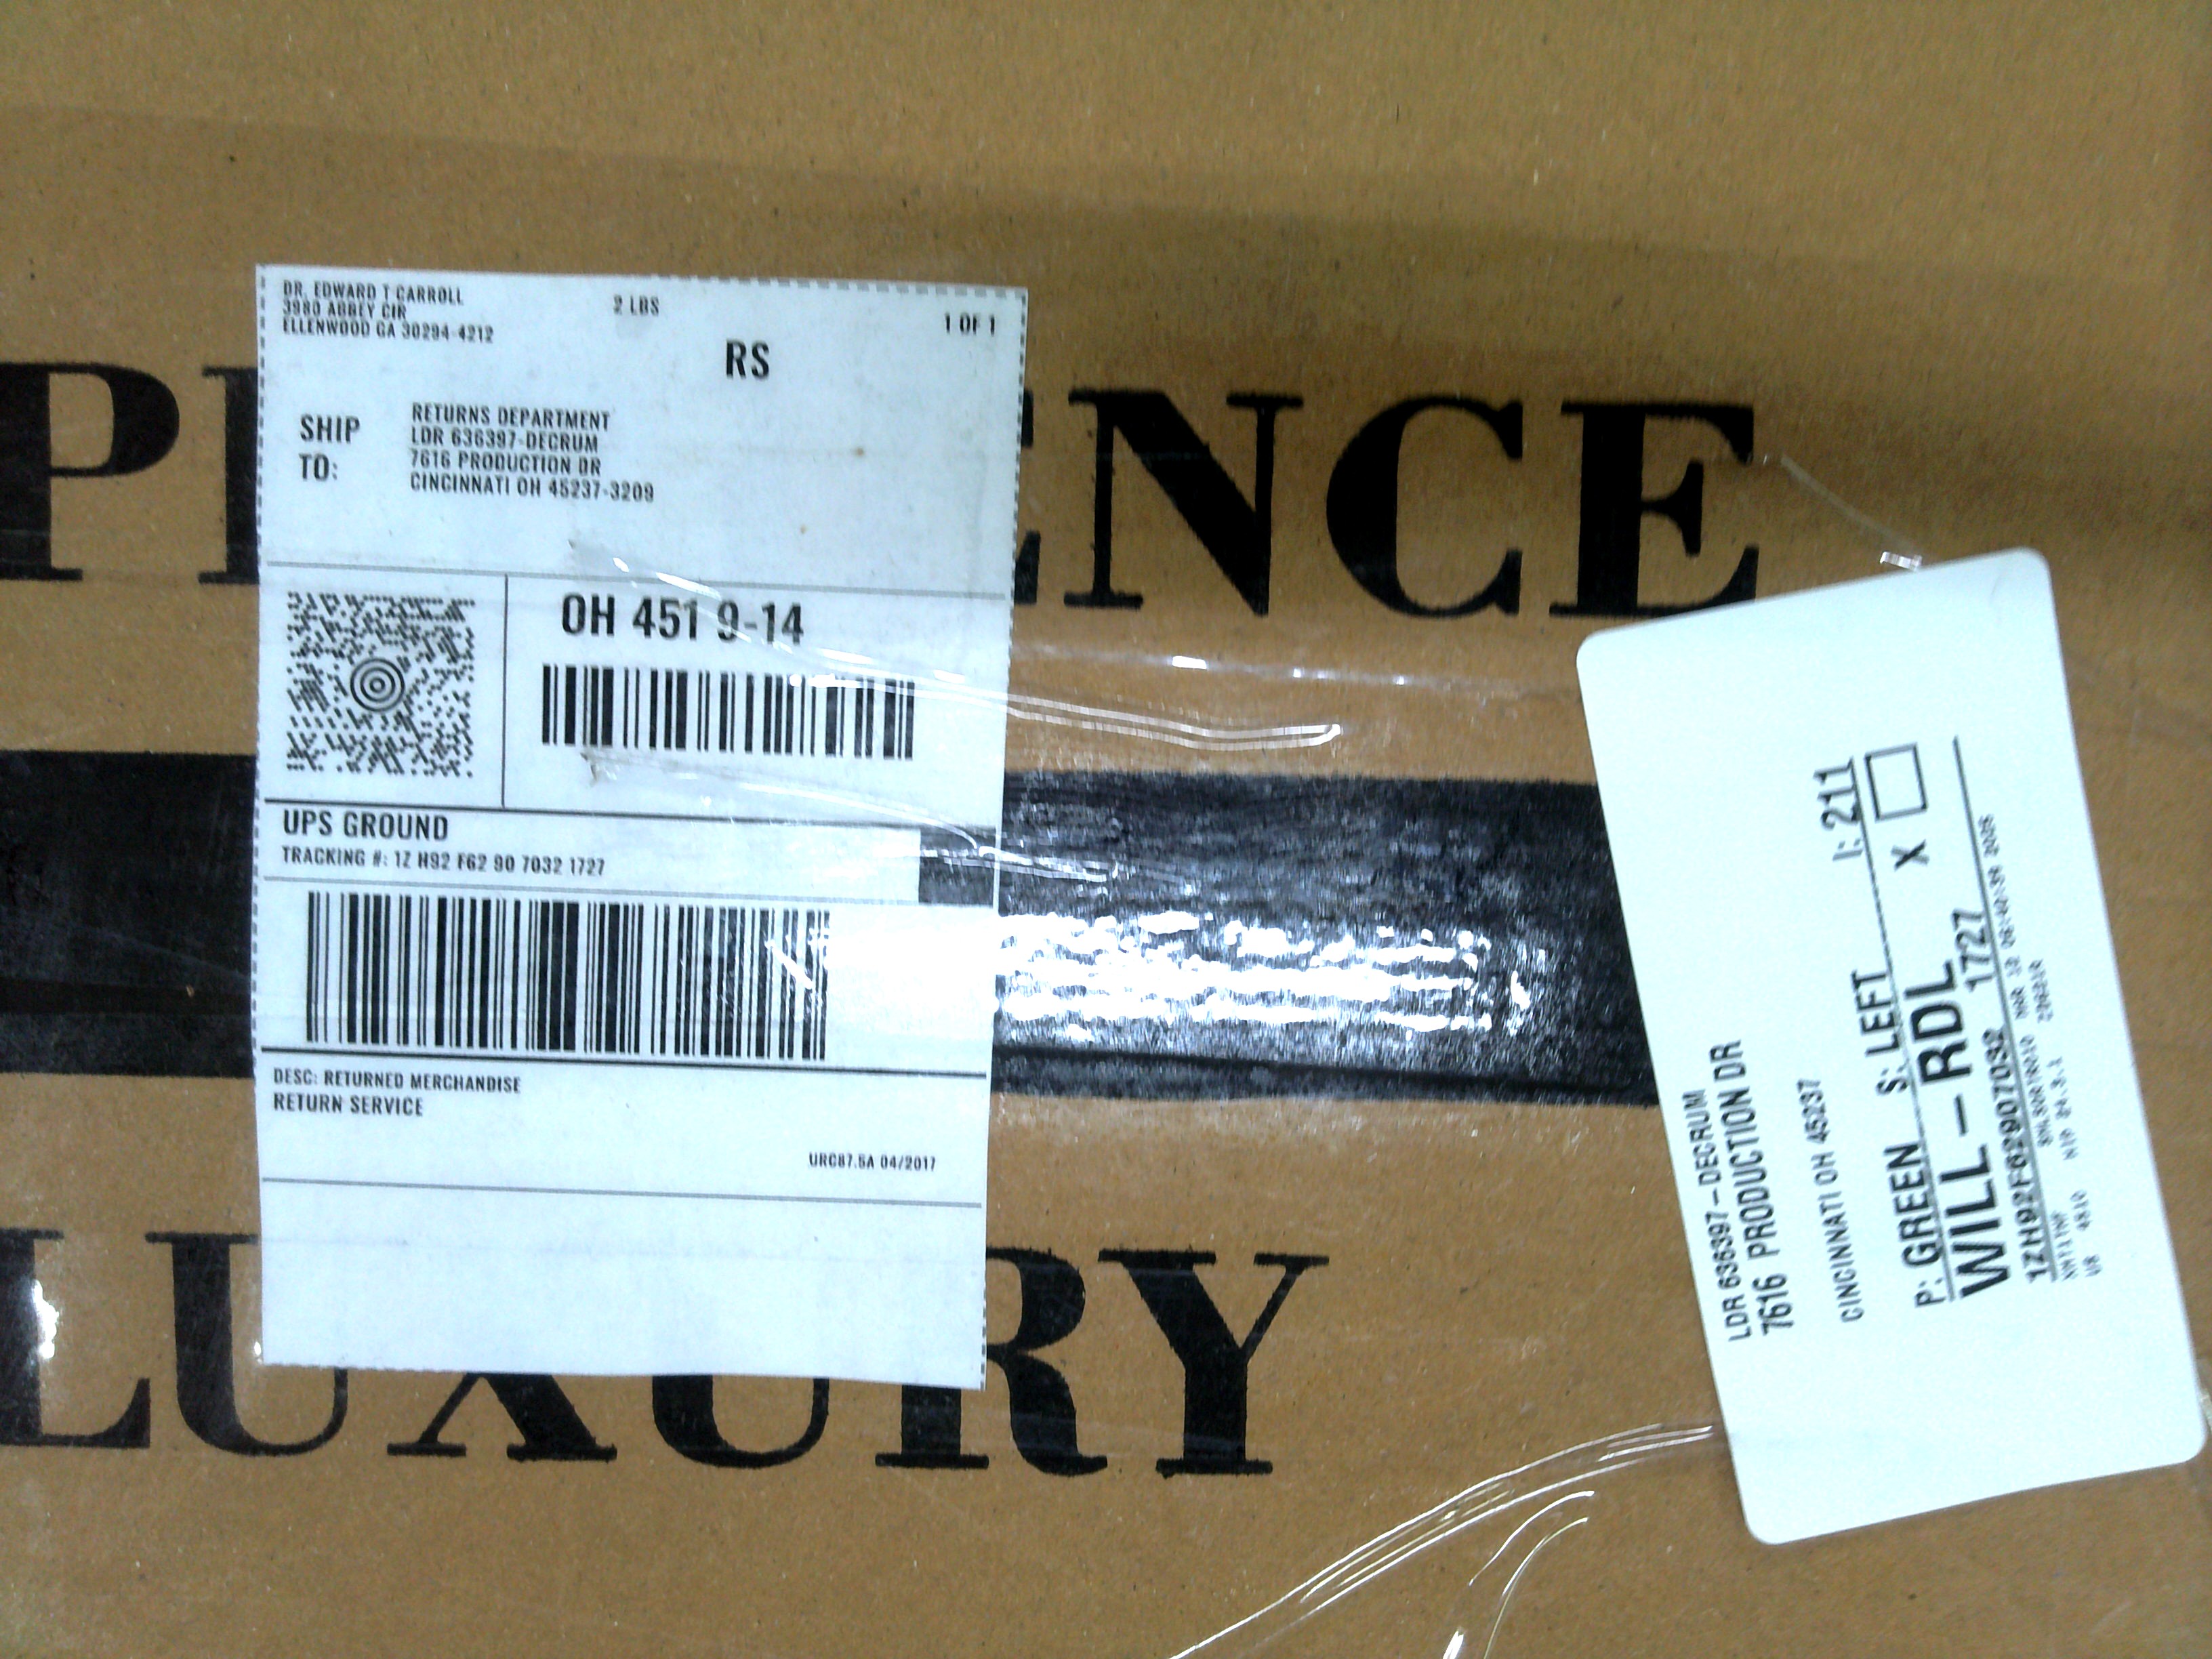 DR. EDWARD T CARROLL
3980 ABBEY CIR
ELLENWOOD GA 30294-4212
2 LBS
1 OF 1
RS
SHIP
TO:
RETURNS DEPARTMENT
LDR 636397-DECRUM
7616 PRODUCTION DR
CINCINNATI OH 45237-3209
OH 451 9-14
UPS GROUND
TRACKING #: 1Z H92 F62 90 7032 1727
DESC: RETURNED MERCHANDISE
RETURN SERVICE
URC87.5A 04/2017
ENCE
LUXURY
LDR 636397-DECRUM
7616 PRODUCTION DR
CINCINNATI OH 45237
P: GREEN S: LEFT I: 211
WILL-RDL X
1ZH92F62907032 1727